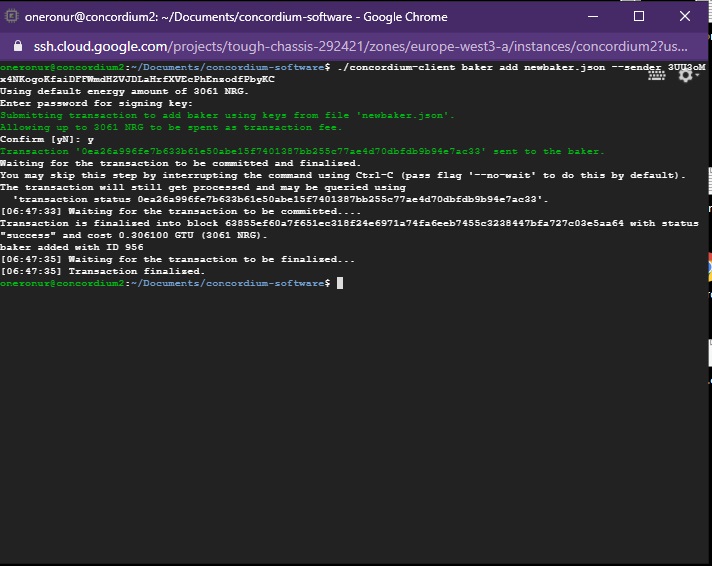 oneronur@concordium2: ~/Documents/concordium-software - Google Chrome
ssh.cloud.google.com/projects/tough-chassis-292421/zones/europe-west3-a/instances/concordium2?us...
oneronur@concordium2:~/Documents/concordium-software$ ./concordium-client baker add newbaker.json --sender
Using default energy amount of 3061 NRG.
Enter password for signing key:
Submitting transaction to add baker using keys from file 'newbaker.json'.
Allowing up to 3061 NRG to be spent as transaction fee.
Confirm [yN]: y
Transaction '0ea26a996fe7b633b61e50abe15f7401387bb255c77ae4d70dbfdb9b94e7ac33' sent to the baker.
Waiting for the transaction to be committed and finalized.
You may skip this step by interrupting the command using Ctrl-C (pass flag '--no-wait' to do this by default).
The transaction will still get processed and may be queried using
'transaction status 0ea26a996fe7b633b61e50abe15f7401387bb255c77ae4d70dbfdb9b94e7ac33'.
[06:47:33] Waiting for the transaction to be committed....
Transaction is finalized into block 63855ef60a7f651ec318f24e6971a74fa6eeb7455c3238447bfa727c03e5aa64 with status
"success" and cost 0.306100 GTU (3061 NRG).
baker added with ID 956
[06:47:35] Waiting for the transaction to be finalized...
[06:47:35] Transaction finalized.
oneronur@concordium2:~/Documents/concordium-software$